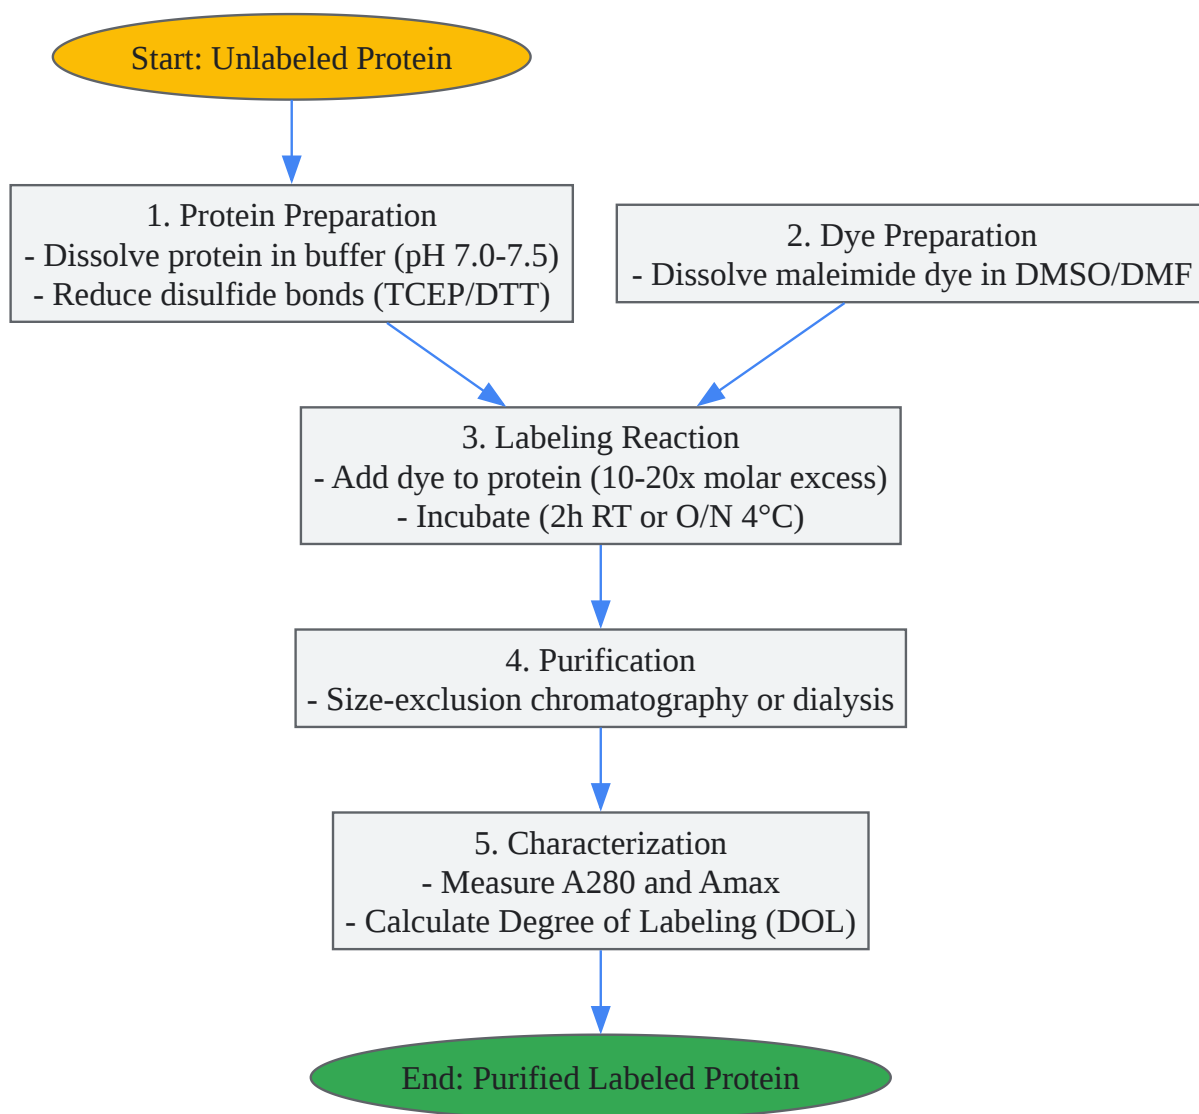 Start: Unlabeled Protein
1. Protein Preparation
- Dissolve protein in buffer (pH 7.0-7.5)
- Reduce disulfide bonds (TCEP/DTT)
2. Dye Preparation
- Dissolve maleimide dye in DMSO/DMF
3. Labeling Reaction
- Add dye to protein (10-20x molar excess)
- Incubate (2h RT or O/N 4°C)
4. Purification
- Size-exclusion chromatography or dialysis
5. Characterization
- Measure A280 and Amax
- Calculate Degree of Labeling (DOL)
End: Purified Labeled Protein